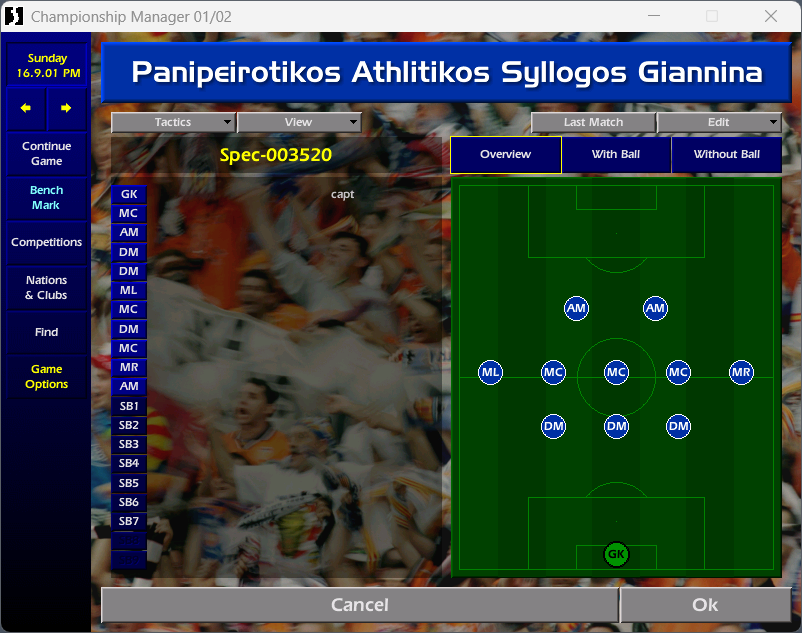 Championship Manager 01/02
Sunday
16.9.01 PM
Continue
Game
Bench
Mark
Competitions
Nations
& Clubs
Find
Game
Options
Panipeirotikos Athlitikos Syllogos Giannina
Tactics
View
Last Match
Edit
Spec-003520
Overview
With Ball
Without Ball
GK
capt
MC
AM
DM
DM
ML
MC
DM
MC
MR
AM
SB1
SB2
SB3
SB4
SB5
SB6
SB7
AM AM
ML MC MC MC MR
DM DM DM
GK
Cancel
Ok